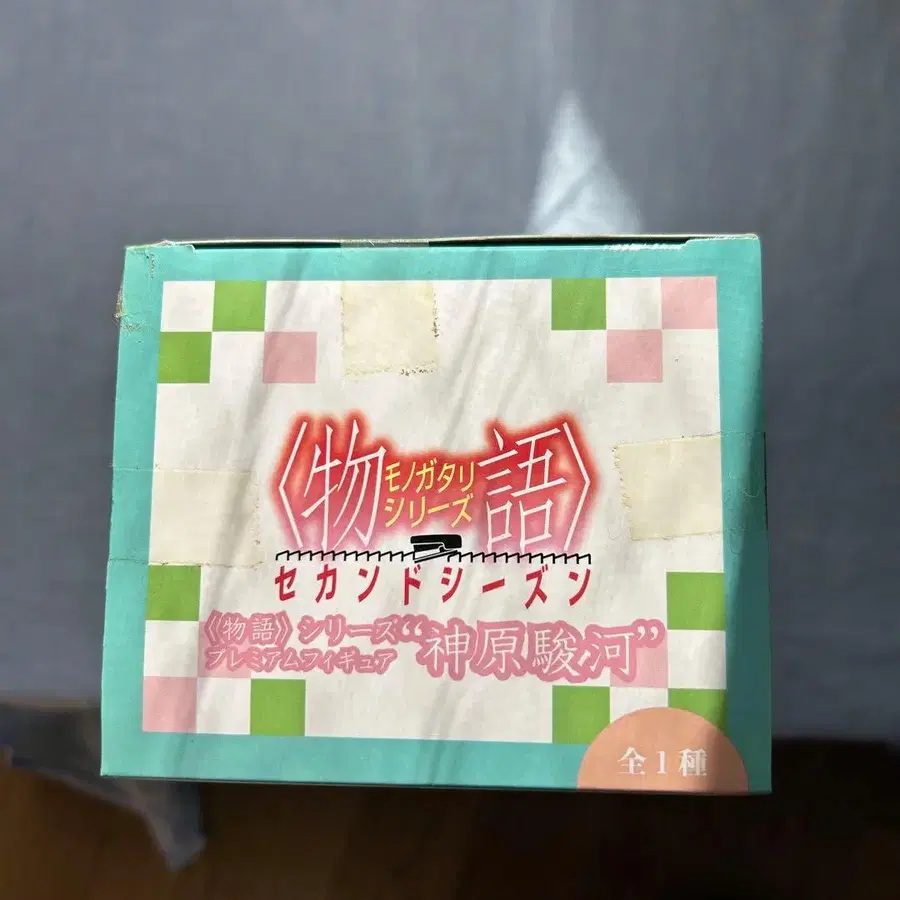 〈物語〉
モノガタリ
シリーズ
セカンドシーズン
《物語》シリーズ
プレミアムフィギュア
“神原駿河”
全1種